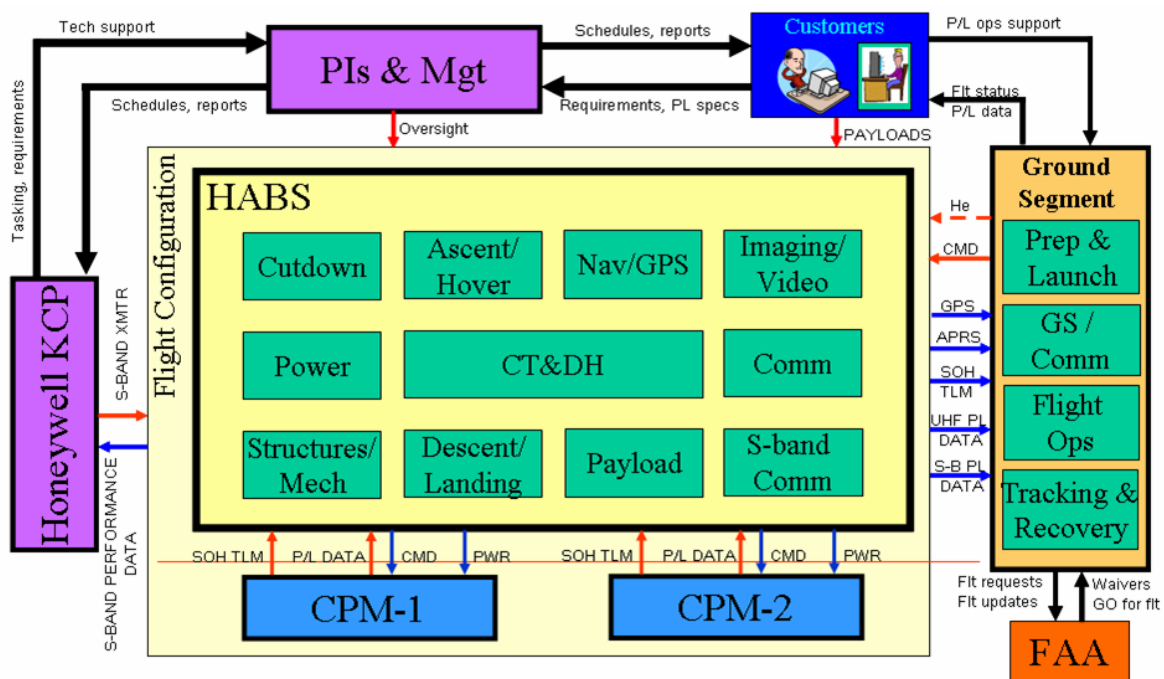 Tech support
PIs & Mgt
Schedules, reports
Customers
P/L ops support
Schedules, reports
Requirements, PL specs
Flt status
P/L data
Oversight
PAYLOADS
Tasking, requirements
Flight Configuration
HABS
Ground
Segment
Cutdown
Ascent/
Hover
Nav/GPS
Imaging/
Video
He
CMD
Prep &
Launch
Honeywell KCP
S-BAND XMTR
Power
CT&DH
Comm
GPS
APRS
SOH
TLM
GS /
Comm
Structures/
Mech
Descent/
Landing
Payload
S-band
Comm
UHF PL
DATA
S-B PL
DATA
Flight
Ops
Tracking &
Recovery
S-BAND PERFORMANCE
DATA
SOH TLM
P/L DATA
CMD
PWR
SOH TLM
P/L DATA
CMD
PWR
CPM-1
CPM-2
Flt requests
Flt updates
Waivers
GO for flt
FAA